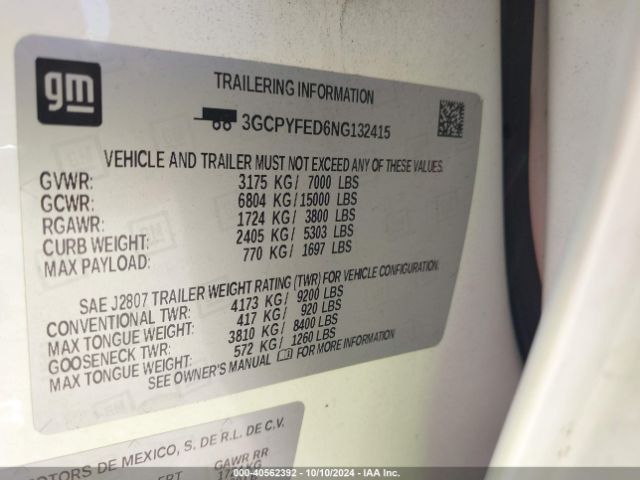 gm
TRAILERING INFORMATION
3GCPYFED6NG132415
VEHICLE AND TRAILER MUST NOT EXCEED ANY OF THESE VALUES.
GVWR: 3175 KG/ 7000 LBS
GCWR: 6804 KG/15000 LBS
RGAWR: 1724 KG/ 3800 LBS
CURB WEIGHT: 2405 KG/ 5303 LBS
MAX PAYLOAD: 770 KG/ 1697 LBS
SAE J2807 TRAILER WEIGHT RATING (TWR) FOR VEHICLE CONFIGURATION.
CONVENTIONAL TWR: 4173 KG/ 9200 LBS
MAX TONGUE WEIGHT: 417 KG/ 920 LBS
GOOSENECK TWR: 3810 KG/ 8400 LBS
MAX TONGUE WEIGHT: 572 KG/ 1260 LBS
SEE OWNER'S MANUAL FOR MORE INFORMATION
OTORS DE MEXICO, S. DE R.L. DE C.V.
GAWR RR
000-40562392 - 10/10/2024 - IAA Inc.